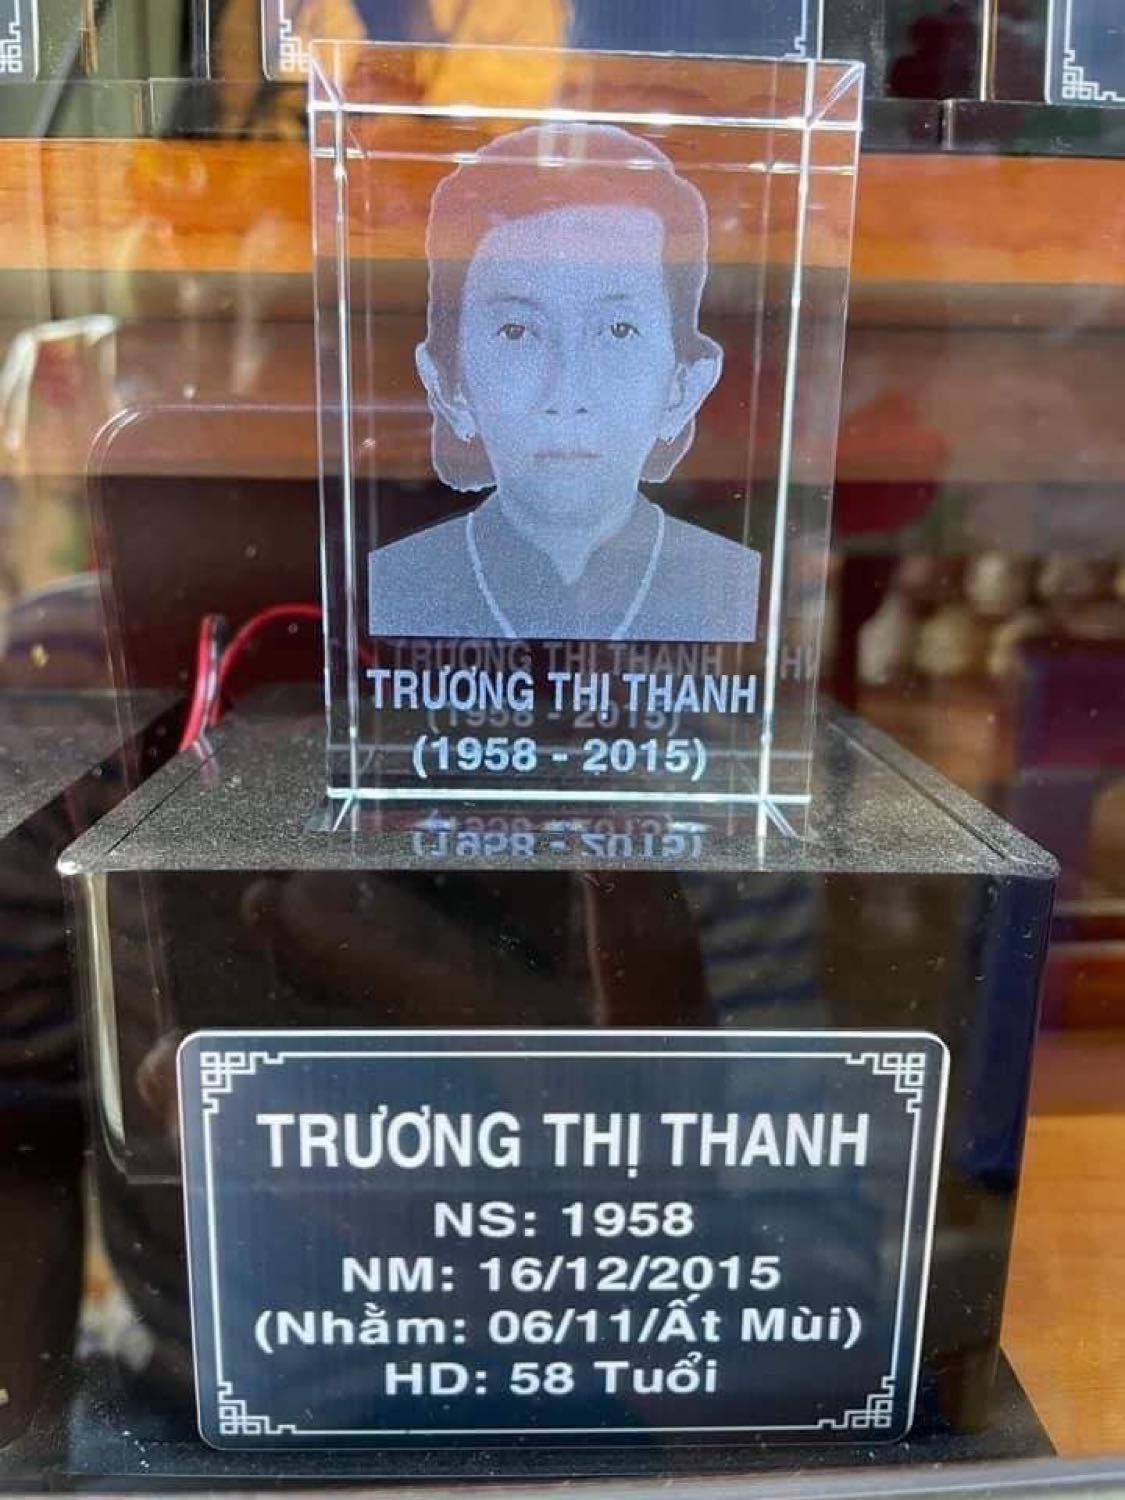 TRƯƠNG THỊ THANH
(1958 - 2015)
TRƯƠNG THỊ THANH
NS: 1958
NM: 16/12/2015
(Nhằm: 06/11/Ất Mùi)
HD: 58 Tuổi